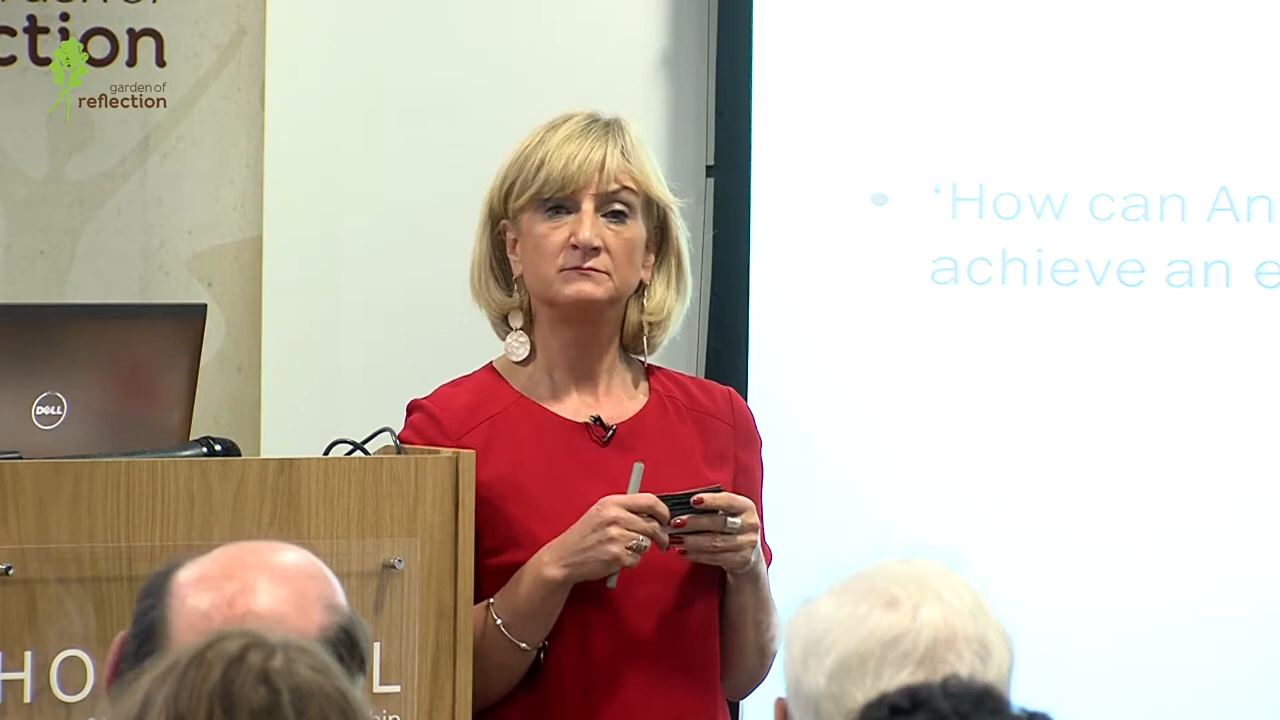 ction
garden of
reflection
DELL
‘How can An
achieve an e
HO L